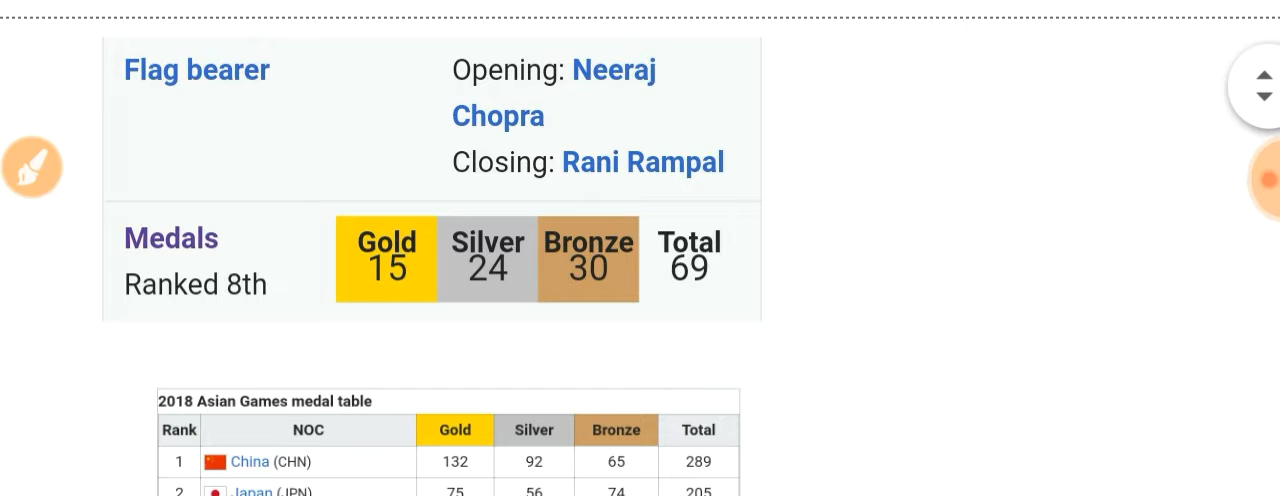 Flag bearer Opening: Neeraj
Chopra
Closing: Rani Rampal
Medals Gold Silver Bronze Total
Ranked 8th 15 24 30 69
2018 Asian Games medal table
Rank NOC Gold Silver Bronze Total
1 China (CHN) 132 92 65 289
2 Japan (JPN) 75 56 74 205